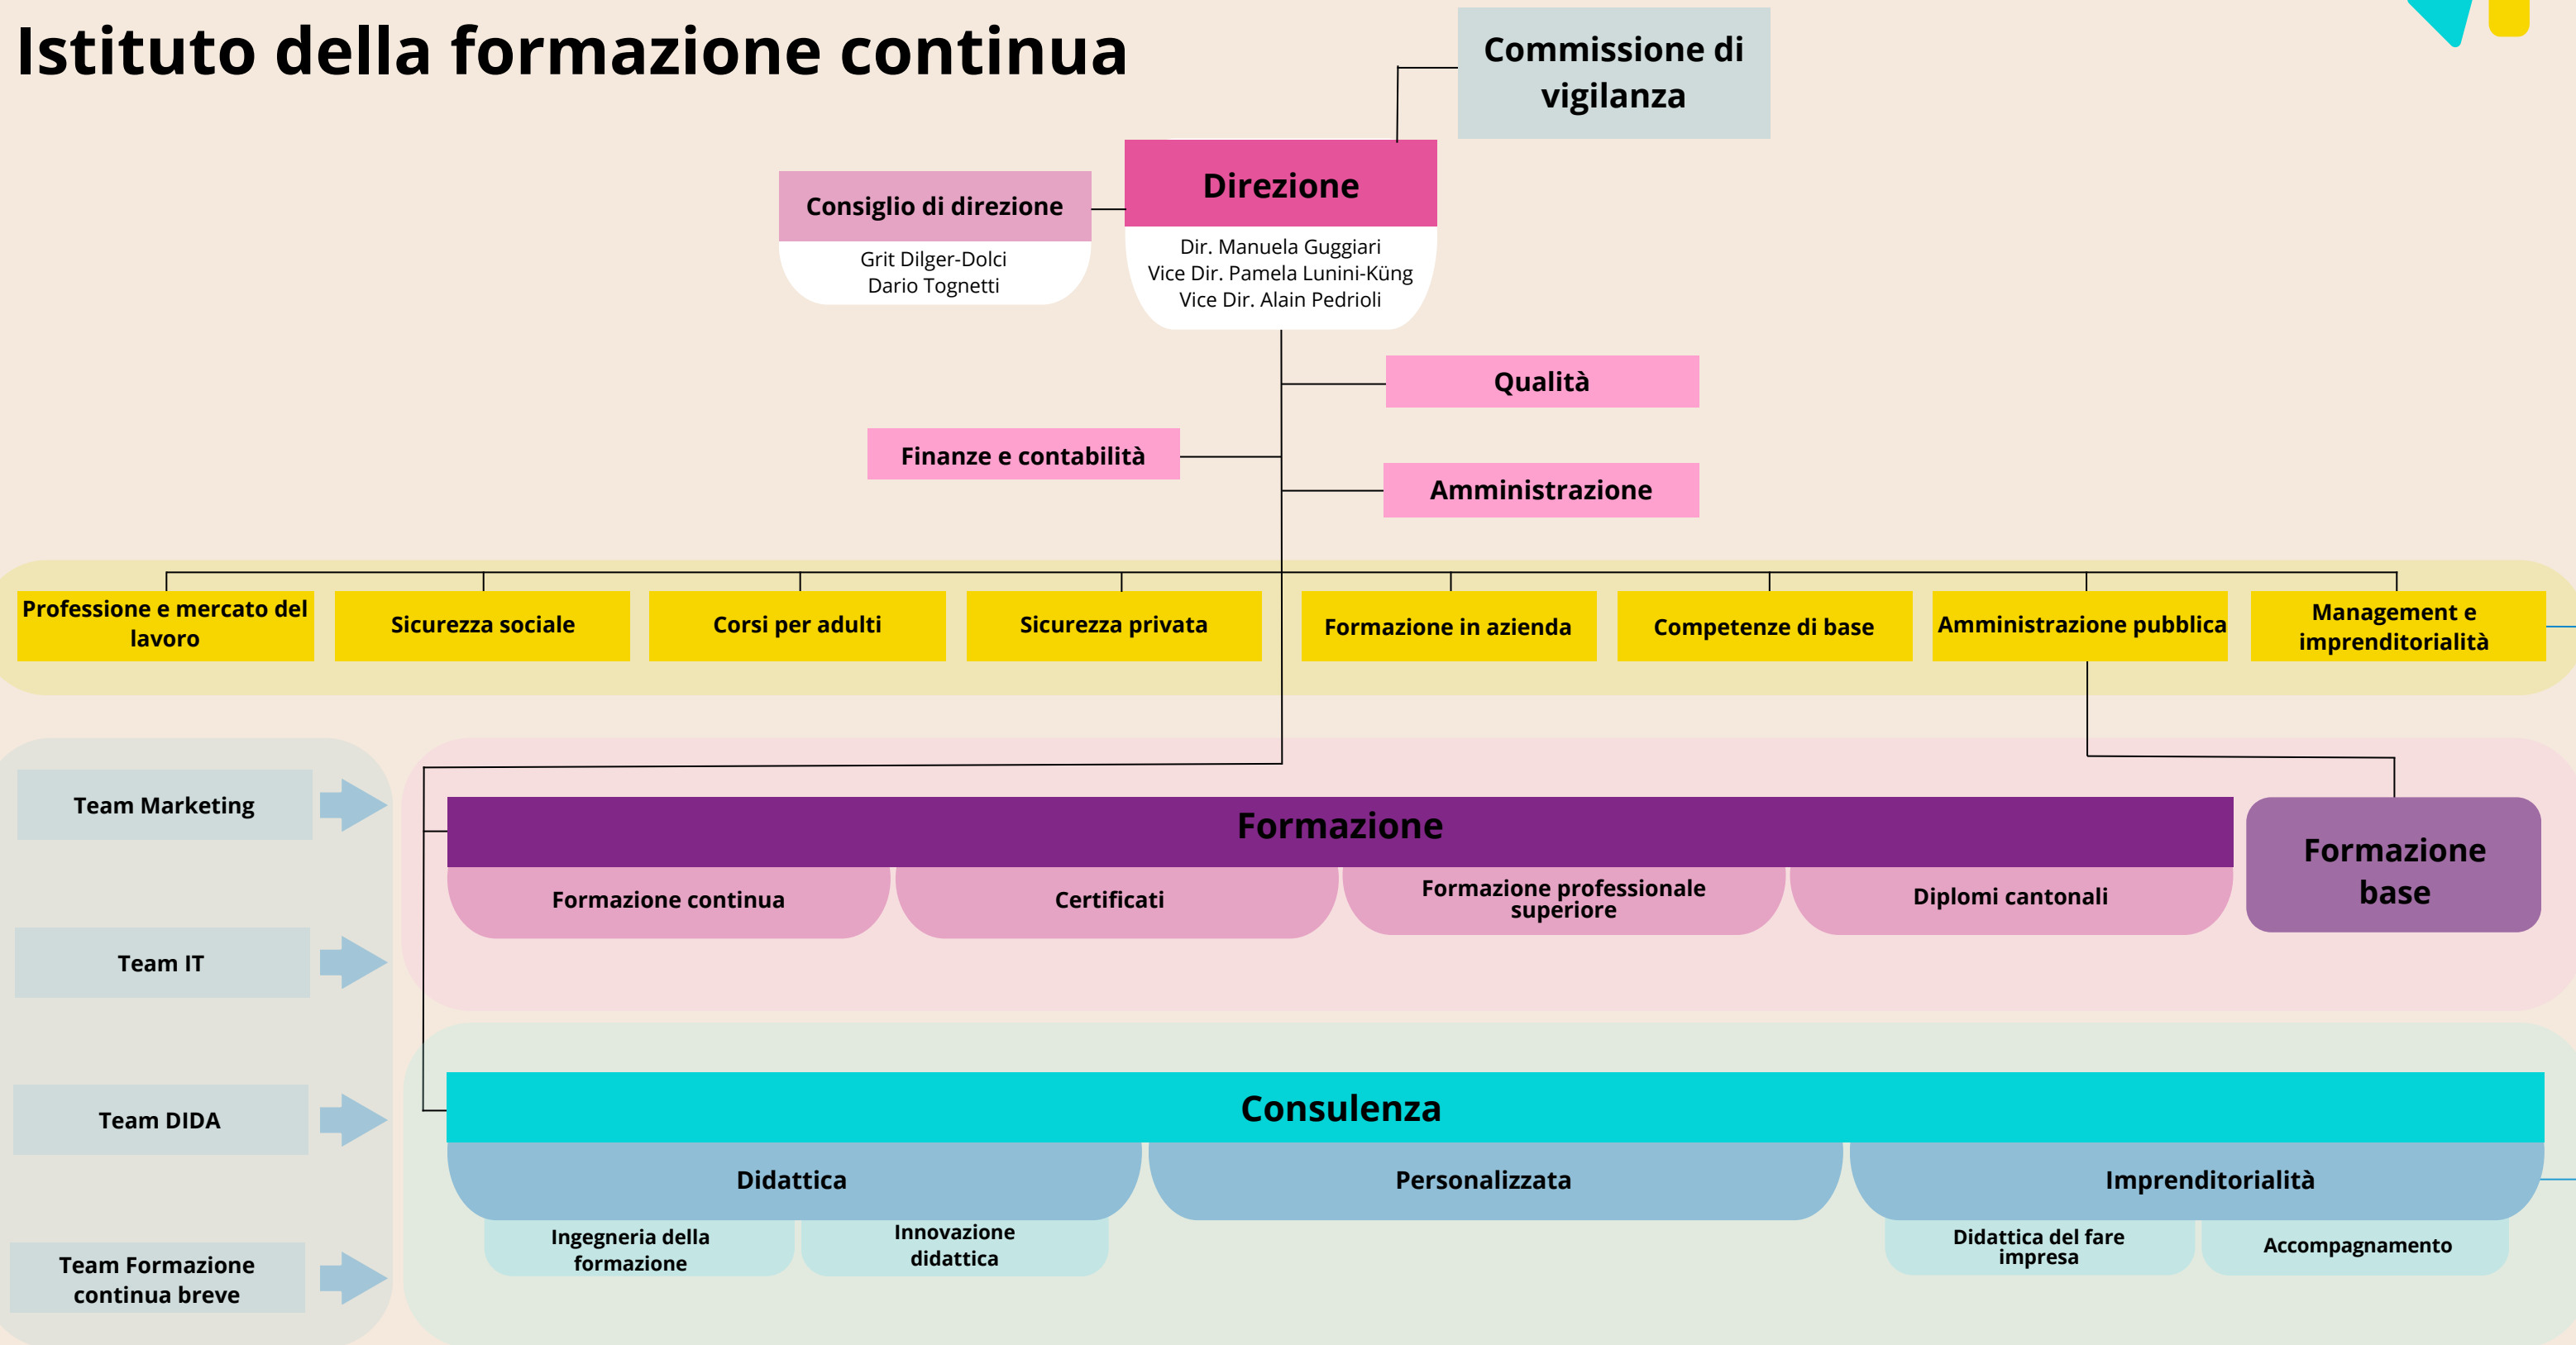 Istituto della formazione continua
Commissione di
vigilanza
Direzione
Dir. Manuela Guggiari
Vice Dir. Pamela Lunini-Küng
Vice Dir. Alain Pedrioli
Consiglio di direzione
Grit Dilger-Dolci
Dario Tognetti
Qualità
Finanze e contabilità
Amministrazione
Professione e mercato del
lavoro
Sicurezza sociale
Corsi per adulti
Sicurezza privata
Formazione in azienda
Competenze di base
Amministrazione pubblica
Management e
imprenditorialità
Team Marketing
Team IT
Team DIDA
Team Formazione
continua breve
Formazione
Formazione continua
Certificati
Formazione professionale
superiore
Diplomi cantonali
Formazione
base
Consulenza
Didattica
Personalizzata
Imprenditorialità
Ingegneria della
formazione
Innovazione
didattica
Didattica del fare
impresa
Accompagnamento